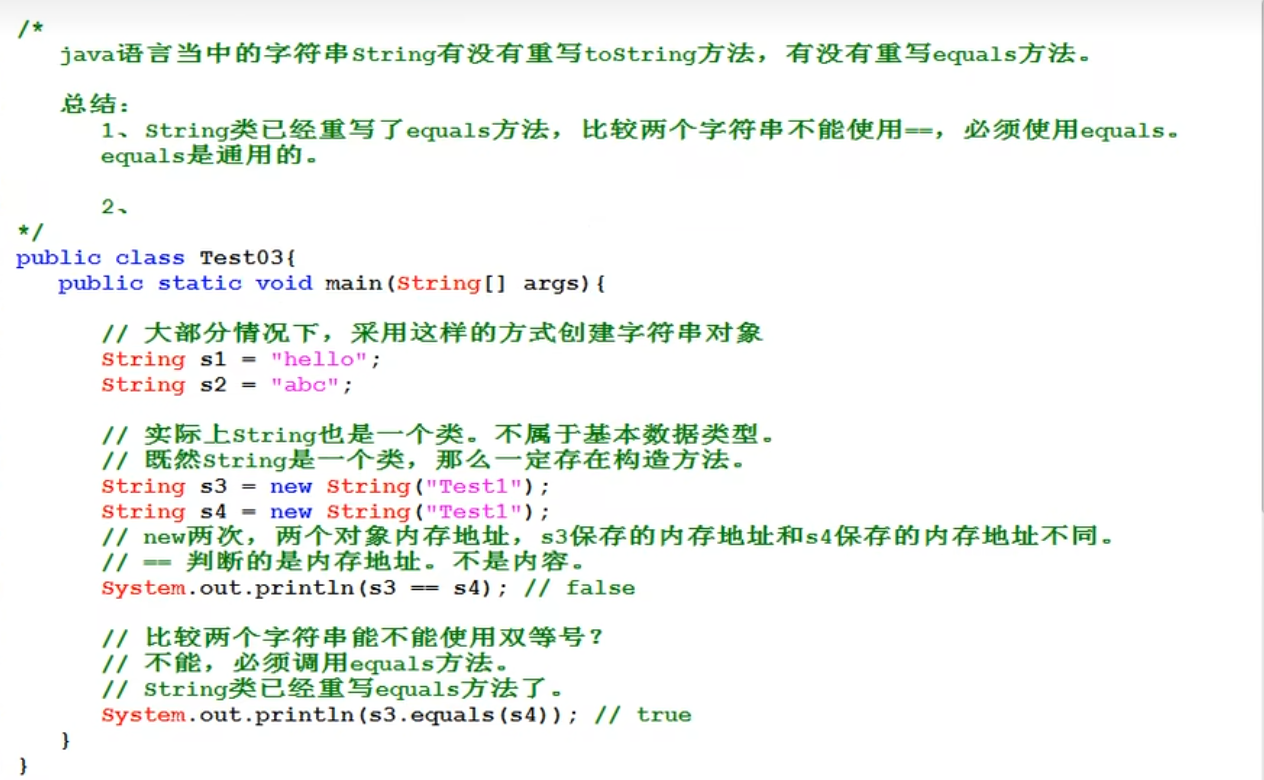 /*
java语言当中的字符串String有没有重写toString方法，有没有重写equals方法。
总结：
1、String类已经重写了equals方法，比较两个字符串不能使用==，必须使用equals。
equals是通用的。
2、
*/
public class Test03{
public static void main(String[] args){
// 大部分情况下，采用这样的方式创建字符串对象
String s1 = "hello";
String s2 = "abc";
// 实际上String也是一个类。不属于基本数据类型。
// 既然String是一个类，那么一定存在构造方法。
String s3 = new String("Test1");
String s4 = new String("Test1");
// new两次，两个对象内存地址，s3保存的内存地址和s4保存的内存地址不同。
// == 判断的是内存地址。不是内容。
System.out.println(s3 == s4); // false
// 比较两个字符串能不能使用双等号？
// 不能，必须调用equals方法。
// String类已经重写equals方法了。
System.out.println(s3.equals(s4)); // true
}
}